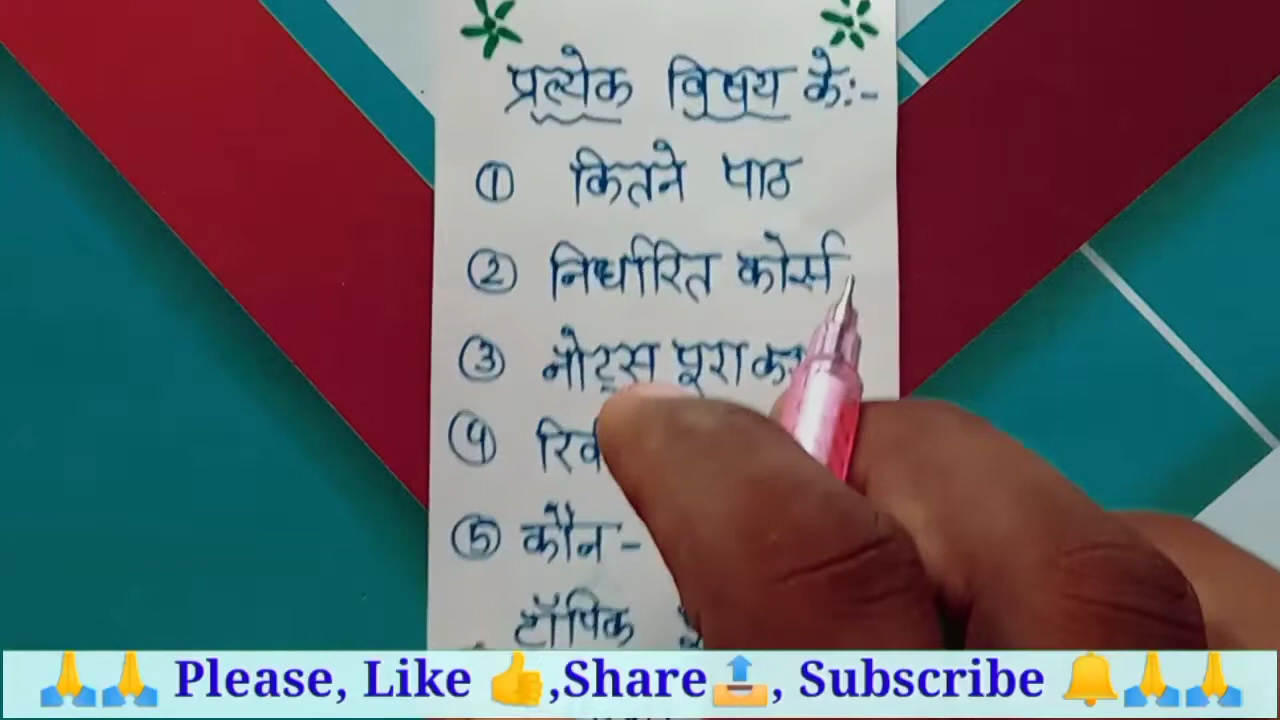 प्रत्येक विषय के:-
① कितने पाठ
② निर्धारित कोर्स
③ नोट्स पूरा
④
⑤ कौन-
टॉपिक
Please, Like 👍,Share📤, Subscribe 🔔